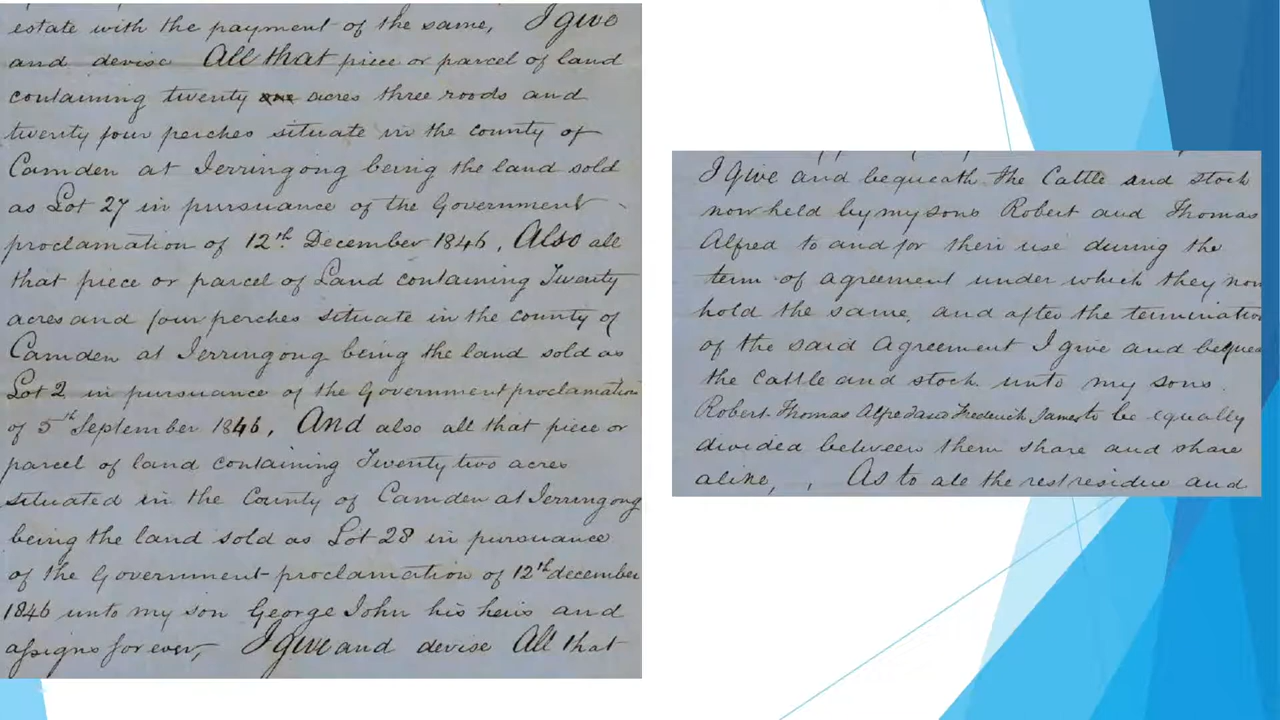 estate with the payment of the same, I give
and devise All that piece or parcel of land
containing twenty acres three roods and
twenty four perches situate in the county of
Camden at Jerringong being the land sold
as Lot 27 in pursuance of the Government
proclamation of 12th December 1846, Also all
that piece or parcel of Land containing Twenty
acres and four perches situate in the county of
Camden at Jerringong being the land sold as
Lot 2 in pursuance of the Government proclamation
of 5th September 1846, And also all that piece or
parcel of land containing Twenty two acres
situated in the County of Camden at Jerringong
being the land sold as Lot 28 in pursuance
of the Government proclamation of 12th december
1846 unto my son George John his heirs and
assigns for ever, I give and devise All that
I give and bequeath the Cattle and stock
now held by my sons Robert and Thomas
Alfred to and for their use during the
term of agreement under which they now
hold the same, and after the terminatio
of the said Agreement I give and beque
the cattle and stock unto my sons
Robert Thomas Alfred and Frederick James to be equally
divided between them share and share
alike, , As to all the rest residue and